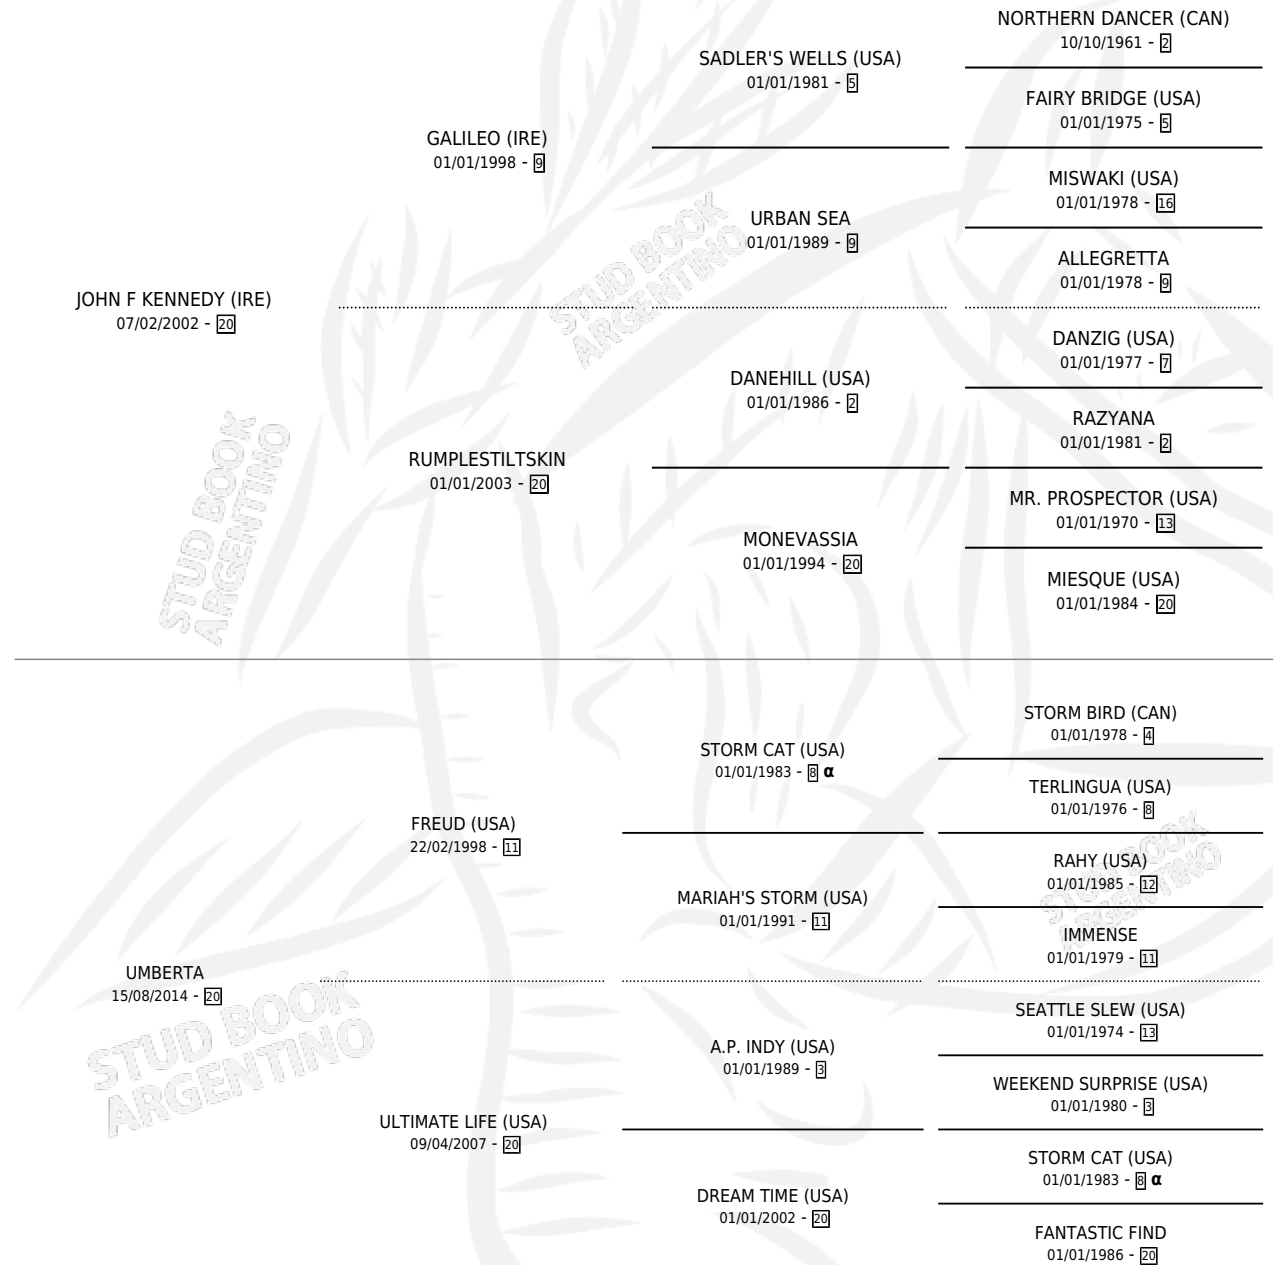 NORTHERN DANCER (CAN)
10/10/1961 - 2
SADLER'S WELLS (USA)
01/01/1981 - 5
FAIRY BRIDGE (USA)
01/01/1975 - 5
GALILEO (IRE)
01/01/1998 - 9
MISWAKI (USA)
01/01/1978 - 16
URBAN SEA
01/01/1989 - 9
ALLEGRETTA
01/01/1978 - 9
JOHN F KENNEDY (IRE)
07/02/2002 - 20
DANZIG (USA)
01/01/1977 - 7
DANEHILL (USA)
01/01/1986 - 2
RAZYANA
01/01/1981 - 2
RUMPLESTILTSKIN
01/01/2003 - 20
MR. PROSPECTOR (USA)
01/01/1970 - 13
MONEVASSIA
01/01/1994 - 20
MIESQUE (USA)
01/01/1984 - 20
STORM BIRD (CAN)
01/01/1978 - 4
STORM CAT (USA)
01/01/1983 - 8 α
TERLINGUA (USA)
01/01/1976 - 8
FREUD (USA)
22/02/1998 - 11
RAHY (USA)
01/01/1985 - 12
MARIAH'S STORM (USA)
01/01/1991 - 11
IMMENSE
01/01/1979 - 11
UMBERTA
15/08/2014 - 20
SEATTLE SLEW (USA)
01/01/1974 - 13
A.P. INDY (USA)
01/01/1989 - 3
WEEKEND SURPRISE (USA)
01/01/1980 - 3
ULTIMATE LIFE (USA)
09/04/2007 - 20
STORM CAT (USA)
01/01/1983 - 8 α
DREAM TIME (USA)
01/01/2002 - 20
FANTASTIC FIND
01/01/1986 - 20
STUD BOOK
ARGENTINO
STUD BOOK
ARGENTINO
STUD BOOK
ARGENTINO
STUD BOOK
ARGENTINO